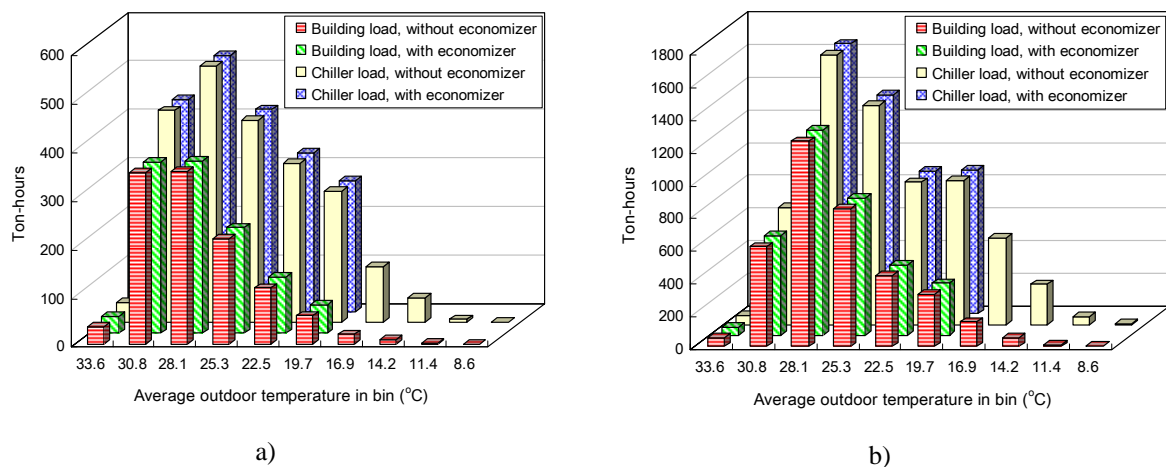 600
500
400
300
200
100
0
Ton-hours
33.6 30.8 28.1 25.3 22.5 19.7 16.9 14.2 11.4 8.6
Average outdoor temperature in bin (°C)
Building load, without economizer
Building load, with economizer
Chiller load, without economizer
Chiller load, with economizer
a)
1800
1600
1400
1200
1000
800
600
400
200
0
Ton-hours
33.6 30.8 28.1 25.3 22.5 19.7 16.9 14.2 11.4 8.6
Average outdoor temperature in bin (°C)
Building load, without economizer
Building load, with economizer
Chiller load, without economizer
Chiller load, with economizer
b)